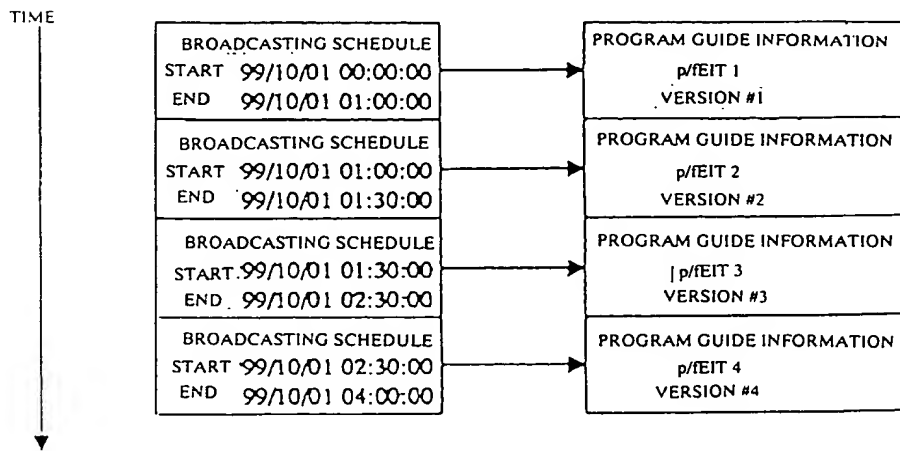 TIME
BROADCASTING SCHEDULE
START 99/10/01 00:00:00
END 99/10/01 01:00:00
PROGRAM GUIDE INFORMATION
p/fEIT 1
VERSION #1
BROADCASTING SCHEDULE
START 99/10/01 01:00:00
END 99/10/01 01:30:00
PROGRAM GUIDE INFORMATION
p/fEIT 2
VERSION #2
BROADCASTING SCHEDULE
START 99/10/01 01:30:00
END 99/10/01 02:30:00
PROGRAM GUIDE INFORMATION
p/fEIT 3
VERSION #3
BROADCASTING SCHEDULE
START 99/10/01 02:30:00
END 99/10/01 04:00:00
PROGRAM GUIDE INFORMATION
p/fEIT 4
VERSION #4